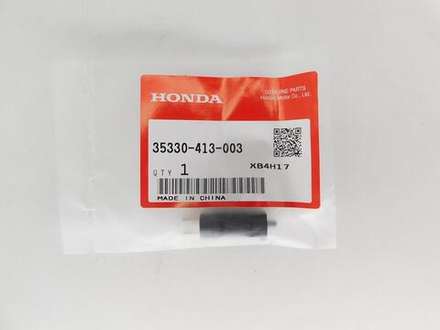 HONDA
GENUINE PARTS
Honda Motor Co., Ltd.
35330-413-003
QTY 1
XB4H17
MADE IN CHINA